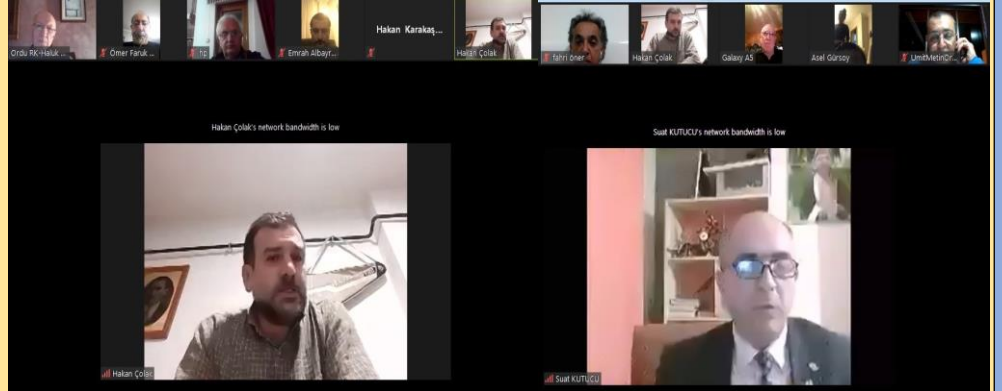 Hakan Karakaş...
Ordu RK-Haluk ...
Ömer Faruk ...
hp
Emrah Albayr...
Hakan Çolak
fahri öner
Hakan Çolak
Galaxy A5
Asel Gürsoy
UmitMetinDr...
Hakan Çolak's network bandwidth is low
Suat KUTUCU's network bandwidth is low
Hakan Çolak
Suat KUTUCU